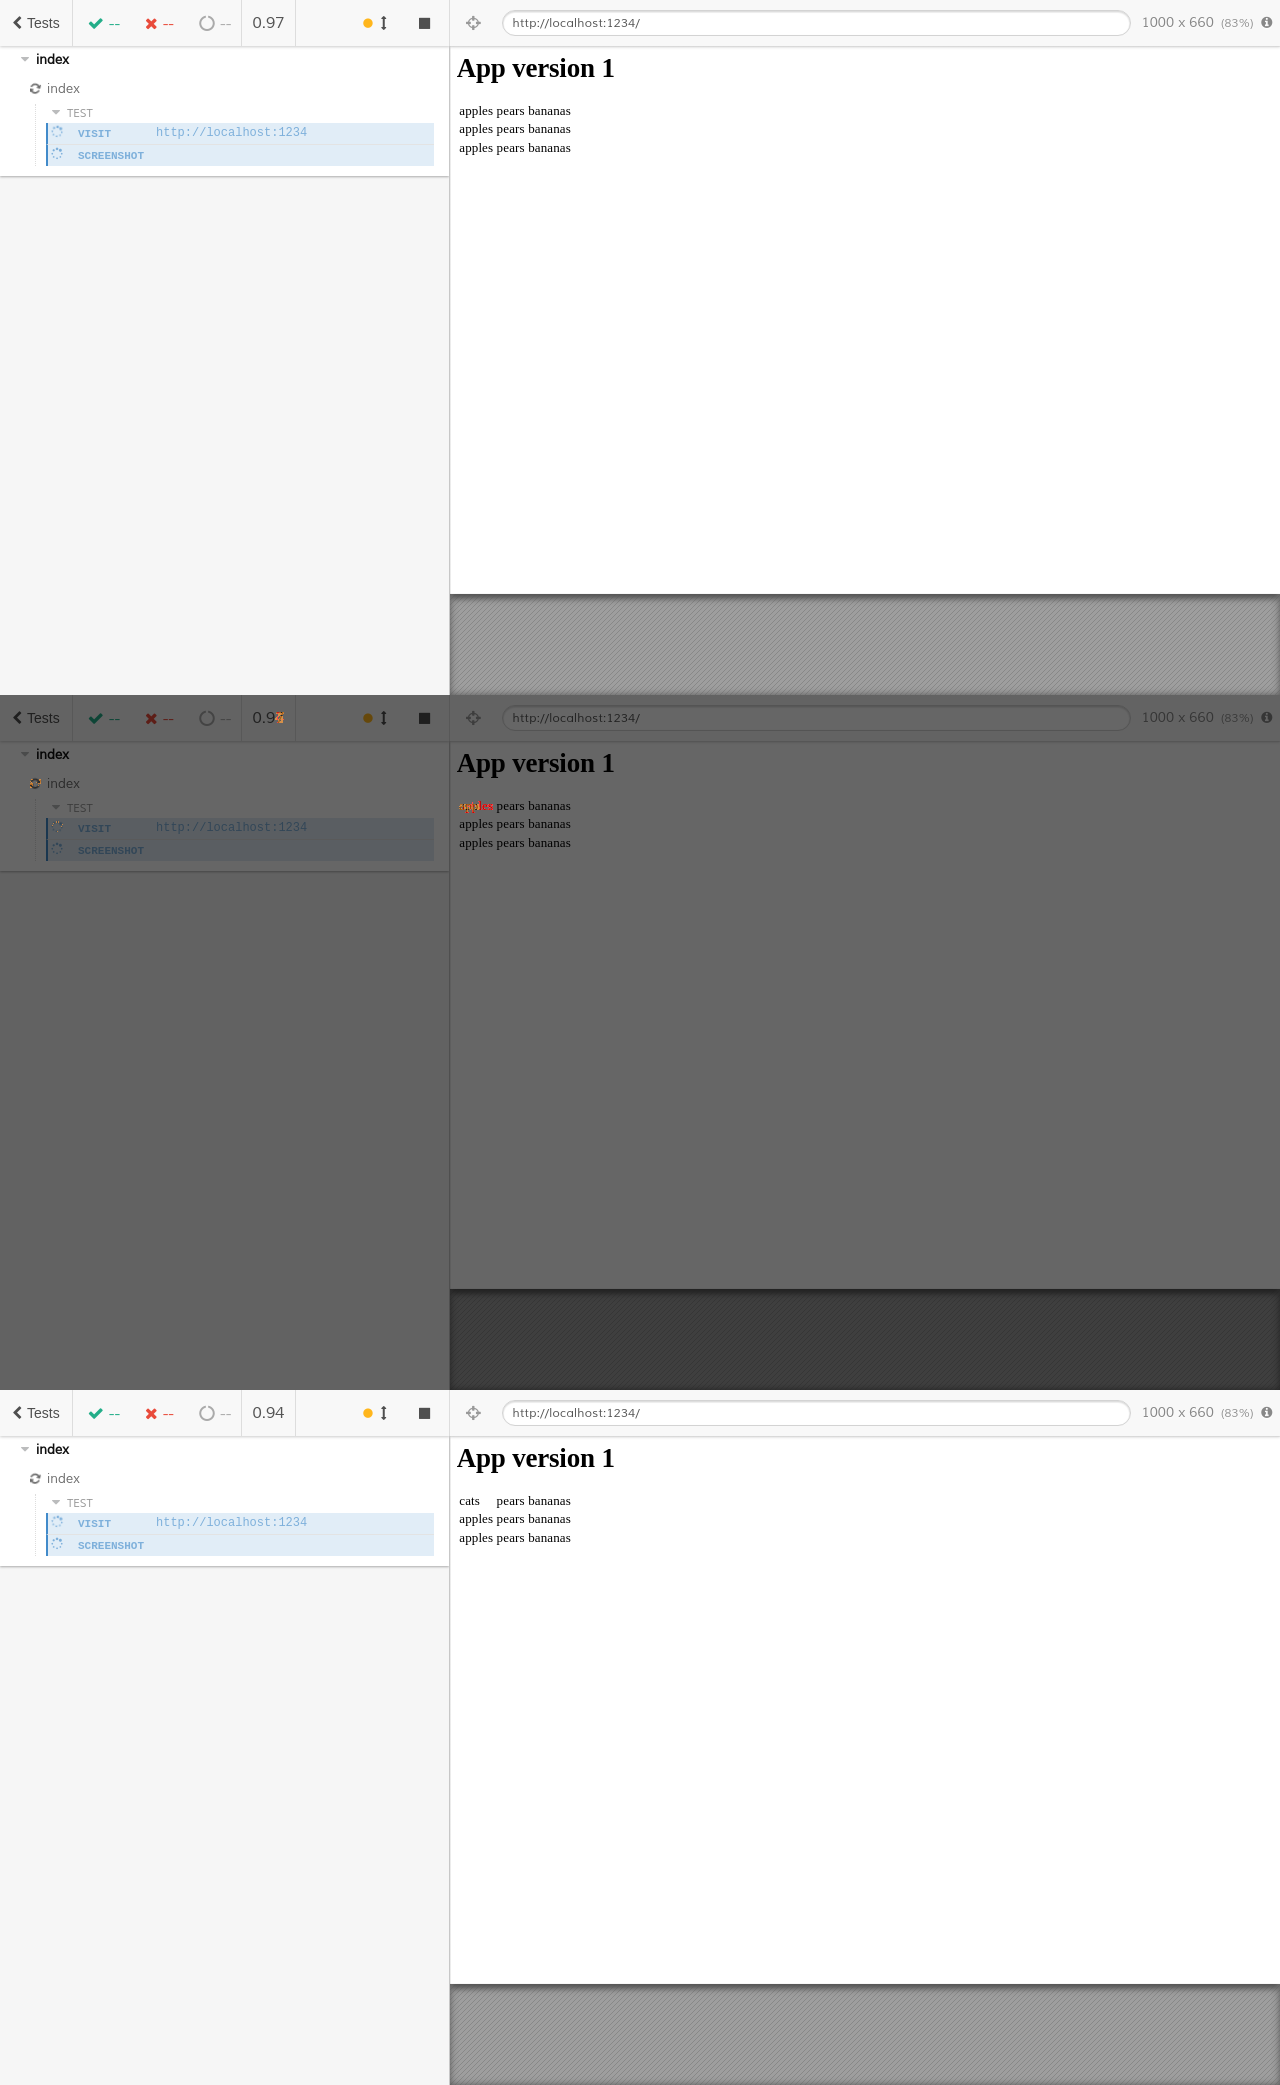 Tests -- -- -- 0.97 http://localhost:1234/ 1000 x 660 (83%)
index
App version 1
index
TEST
apples pears bananas
VISIT http://localhost:1234
apples pears bananas
SCREENSHOT
apples pears bananas
Tests -- -- -- 0.9 http://localhost:1234/ 1000 x 660 (83%)
index
App version 1
index
TEST
pears bananas
VISIT http://localhost:1234
apples pears bananas
SCREENSHOT
apples pears bananas
Tests -- -- -- 0.94 http://localhost:1234/ 1000 x 660 (83%)
index
App version 1
index
TEST
cats pears bananas
VISIT http://localhost:1234
apples pears bananas
SCREENSHOT
apples pears bananas